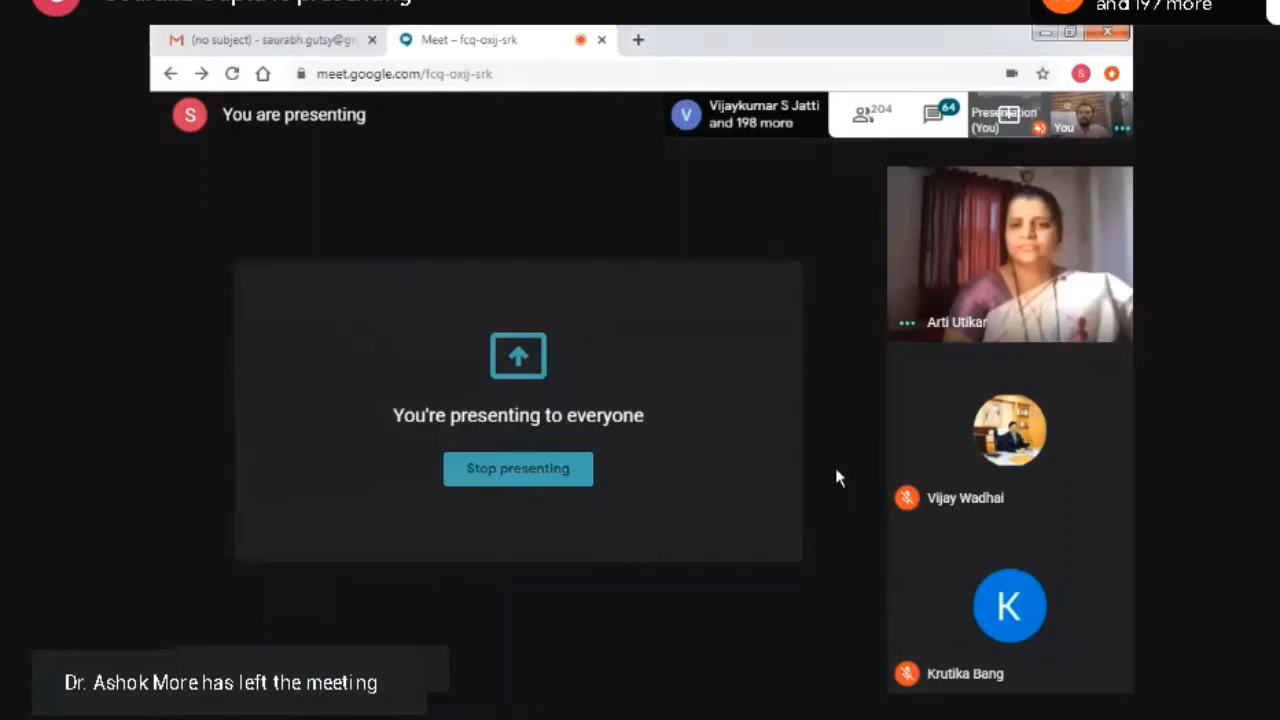 and 197 more
(no subject) - saurabh.gutsy@gm
Meet – fcq-oxij-srk
meet.google.com/fcq-oxij-srk
S
S
You are presenting
V
Vijaykumar S Jatti
and 198 more
204
64
Presentation
(You)
You
Arti Utikar
You're presenting to everyone
Stop presenting
Vijay Wadhai
K
Krutika Bang
Dr. Ashok More has left the meeting